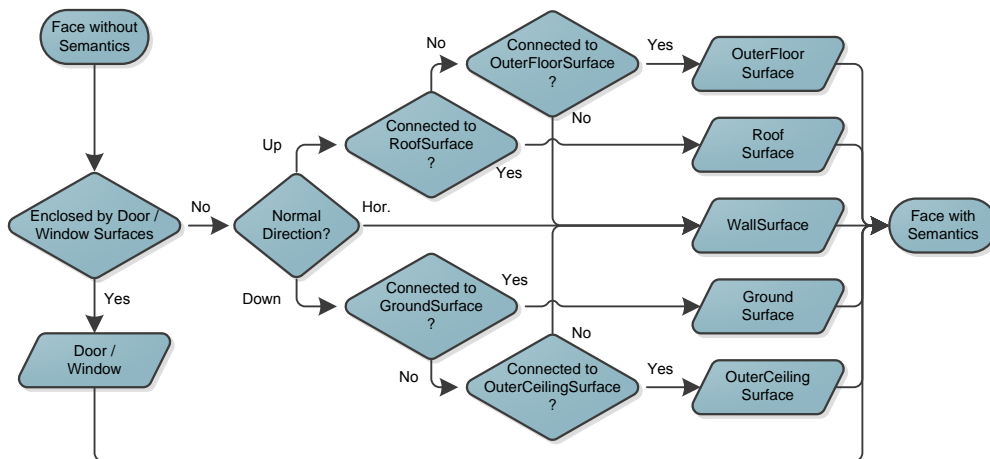 Face without
Semantics
No
Connected to
OuterFloorSurface
?
Yes
OuterFloor
Surface
Up
Connected to
RoofSurface
?
No
Yes
Roof
Surface
Enclosed by Door /
Window Surfaces
No
Normal
Direction?
Hor.
WallSurface
Face with
Semantics
Yes
Down
Connected to
GroundSurface
?
Yes
Ground
Surface
Door /
Window
No
No
Connected to
OuterCeilingSurface
?
Yes
OuterCeiling
Surface